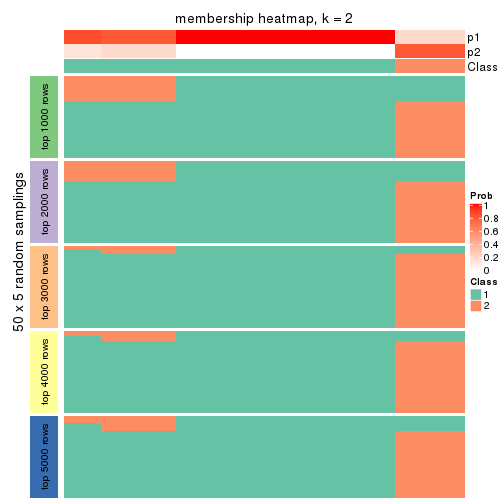 membership heatmap, k = 2
p1
p2
Class
50 x 5 random samplings
top 1000 rows
top 2000 rows
top 3000 rows
top 4000 rows
top 5000 rows
Prob
1
0.8
0.6
0.4
0.2
0
Class
1
2